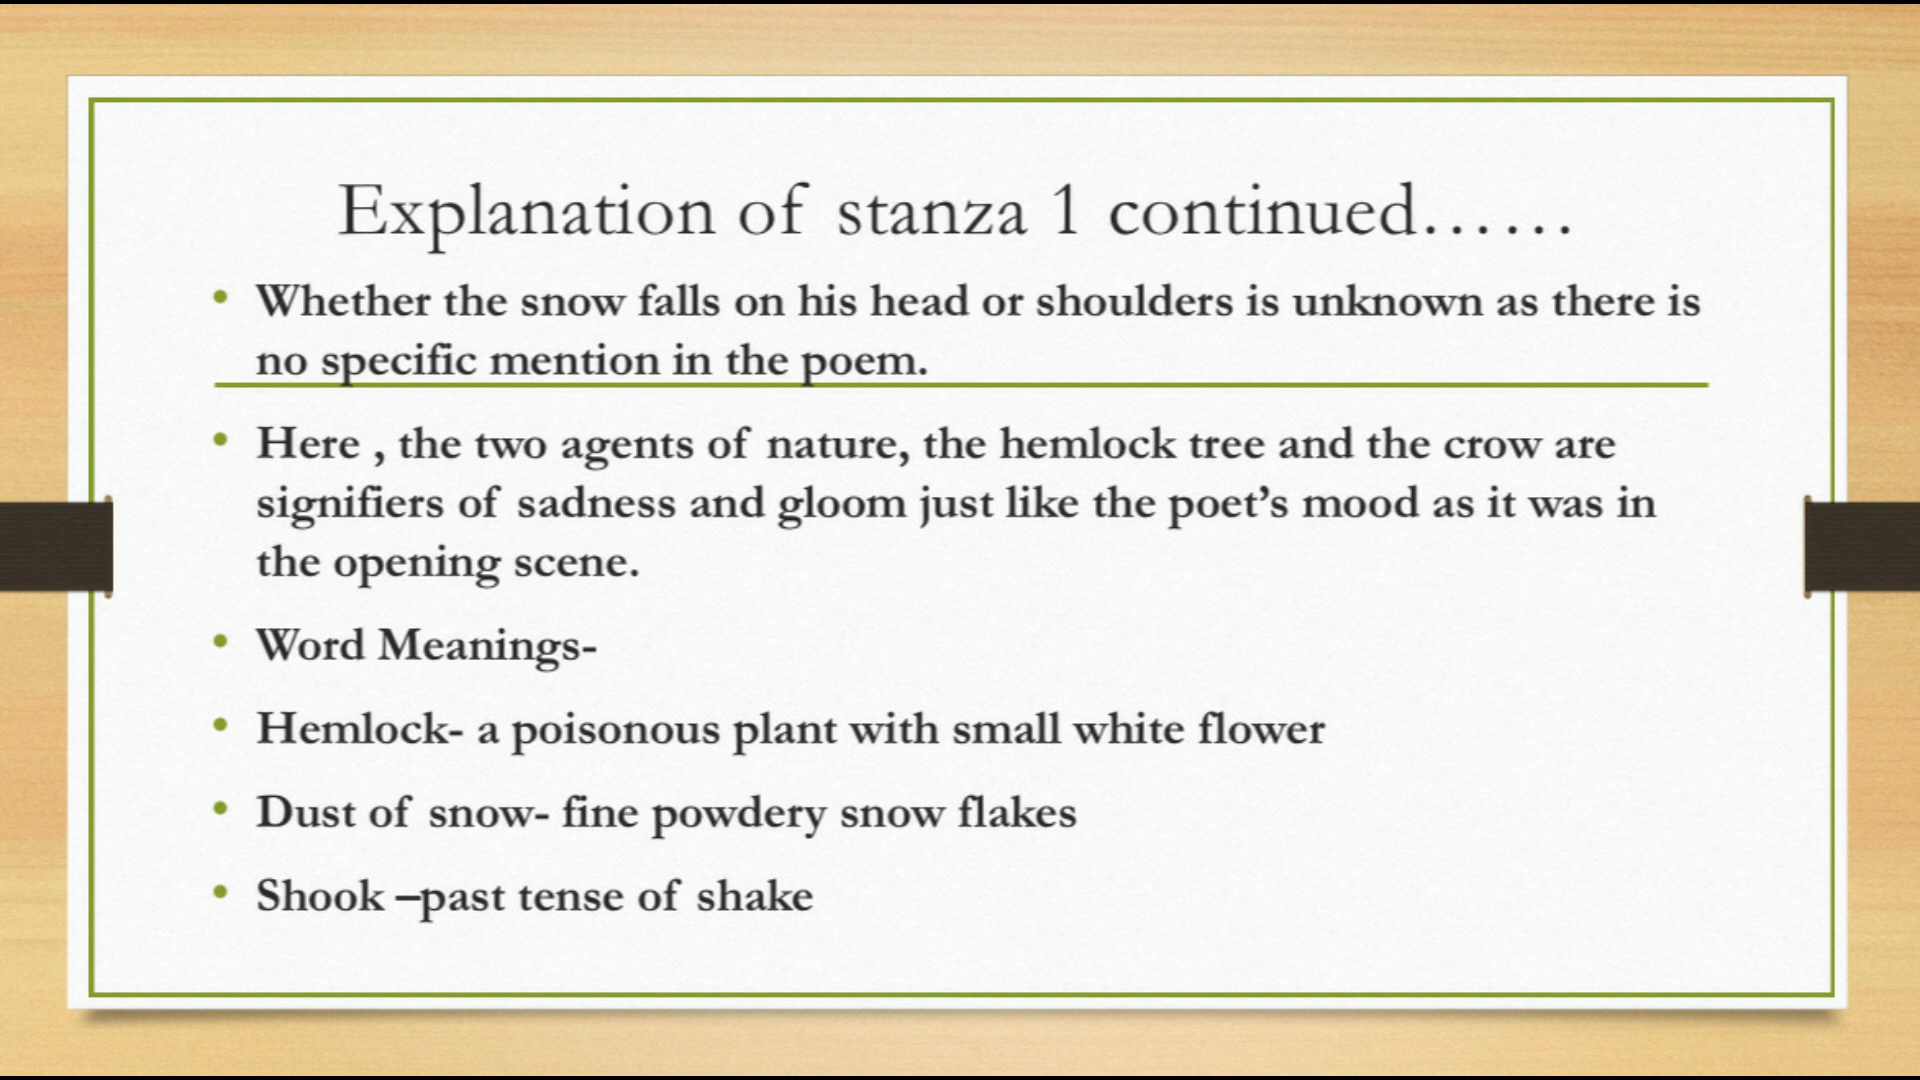 Explanation of stanza 1 continued......
• Whether the snow falls on his head or shoulders is unknown as there is
no specific mention in the poem.
• Here , the two agents of nature, the hemlock tree and the crow are
signifiers of sadness and gloom just like the poet’s mood as it was in
the opening scene.
• Word Meanings-
• Hemlock- a poisonous plant with small white flower
• Dust of snow- fine powdery snow flakes
• Shook –past tense of shake